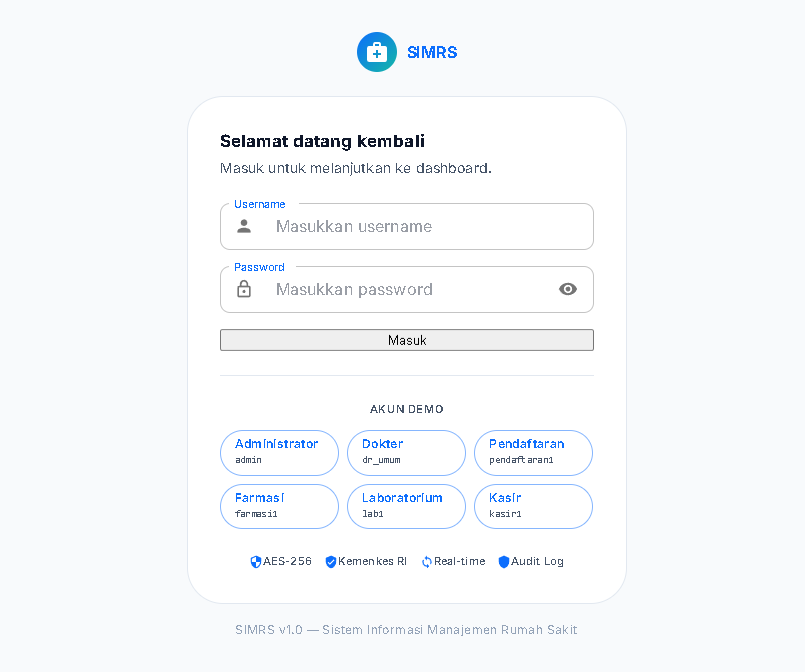 SIMRS
Selamat datang kembali
Masuk untuk melanjutkan ke dashboard.
Username
Masukkan username
Password
Masukkan password
Masuk
AKUN DEMO
Administrator Dokter Pendaftaran
admin dr_umum pendaftaran1
Farmasi Laboratorium Kasir
farmasi1 lab1 kasir1
AES-256 Kemenkes RI Real-time Audit Log
SIMRS v1.0 — Sistem Informasi Manajemen Rumah Sakit